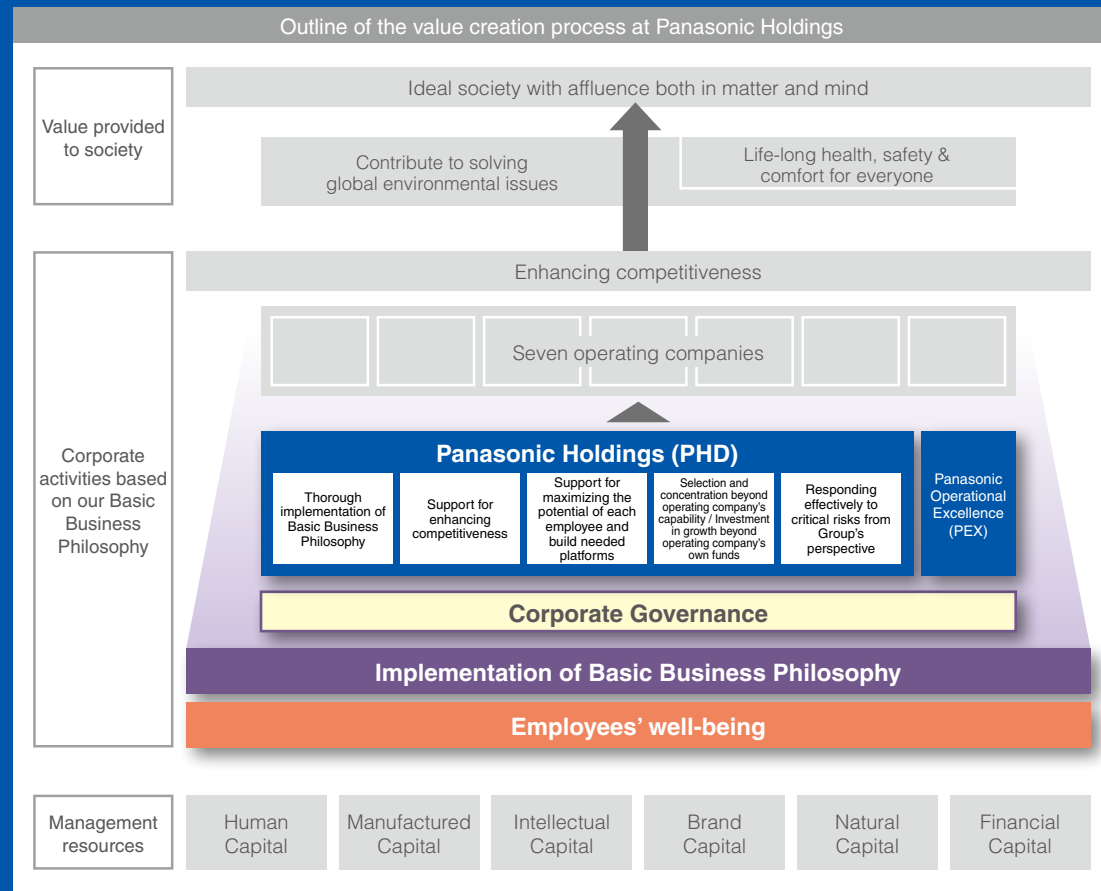 Outline of the value creation process at Panasonic Holdings
Value provided
to society
Ideal society with affluence both in matter and mind
Contribute to solving
global environmental issues
Life-long health, safety &
comfort for everyone
Corporate
activities based
on our Basic
Business
Philosophy
Enhancing competitiveness
Seven operating companies
Panasonic Holdings (PHD)
Thorough
implementation of
Basic Business
Philosophy
Support for
enhancing
competitiveness
Support for
maximizing the
potential of each
employee and
build needed
platforms
Selection and
concentration beyond
operating company's
capability / Investment
in growth beyond
operating company's
own funds
Responding
effectively to
critical risks from
Group's
perspective
Panasonic
Operational
Excellence
(PEX)
Corporate Governance
Implementation of Basic Business Philosophy
Employees' well-being
Management
resources
Human
Capital
Manufactured
Capital
Intellectual
Capital
Brand
Capital
Natural
Capital
Financial
Capital